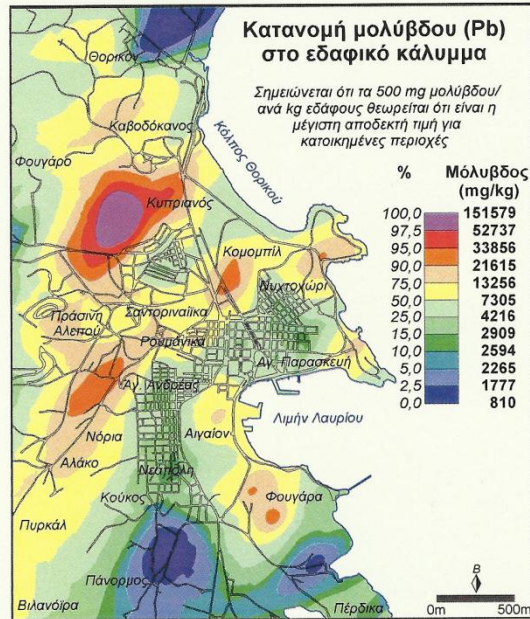 Κατανομή μολύβδου (Pb)
στο εδαφικό κάλυμμα
Σημειώνεται ότι τα 500 mg μολύβδου/
ανά kg εδάφους θεωρείται ότι είναι η
μέγιστη αποδεκτή τιμή για
κατοικημένες περιοχές
% Μόλυβδος
(mg/kg)
100,0 151579
97,5 52737
95,0 33856
90,0 21615
75,0 13256
50,0 7305
25,0 4216
15,0 2909
10,0 2594
5,0 2265
2,5 1777
0,0 810
Θορικόν
Καβοδόκανος
Κόλπος Θορικού
Φουγάρο
Κυπριανός
Κομομπίλ
Νυχτοχώρι
Πράσινη
Αλεπού
Σαντοριναίικα
Ρουμάνικα
Αγ. Παρασκευή
Αγ. Ανδρέας
Λιμήν Λαυρίου
Νόρια
Αιγαίον
Αλάκο
Νεάπολη
Κούκος
Φουγάρα
Πυρκάλ
Πάνορμος
Βιλανόιρα
Πέρδικα
Β
0m 500m